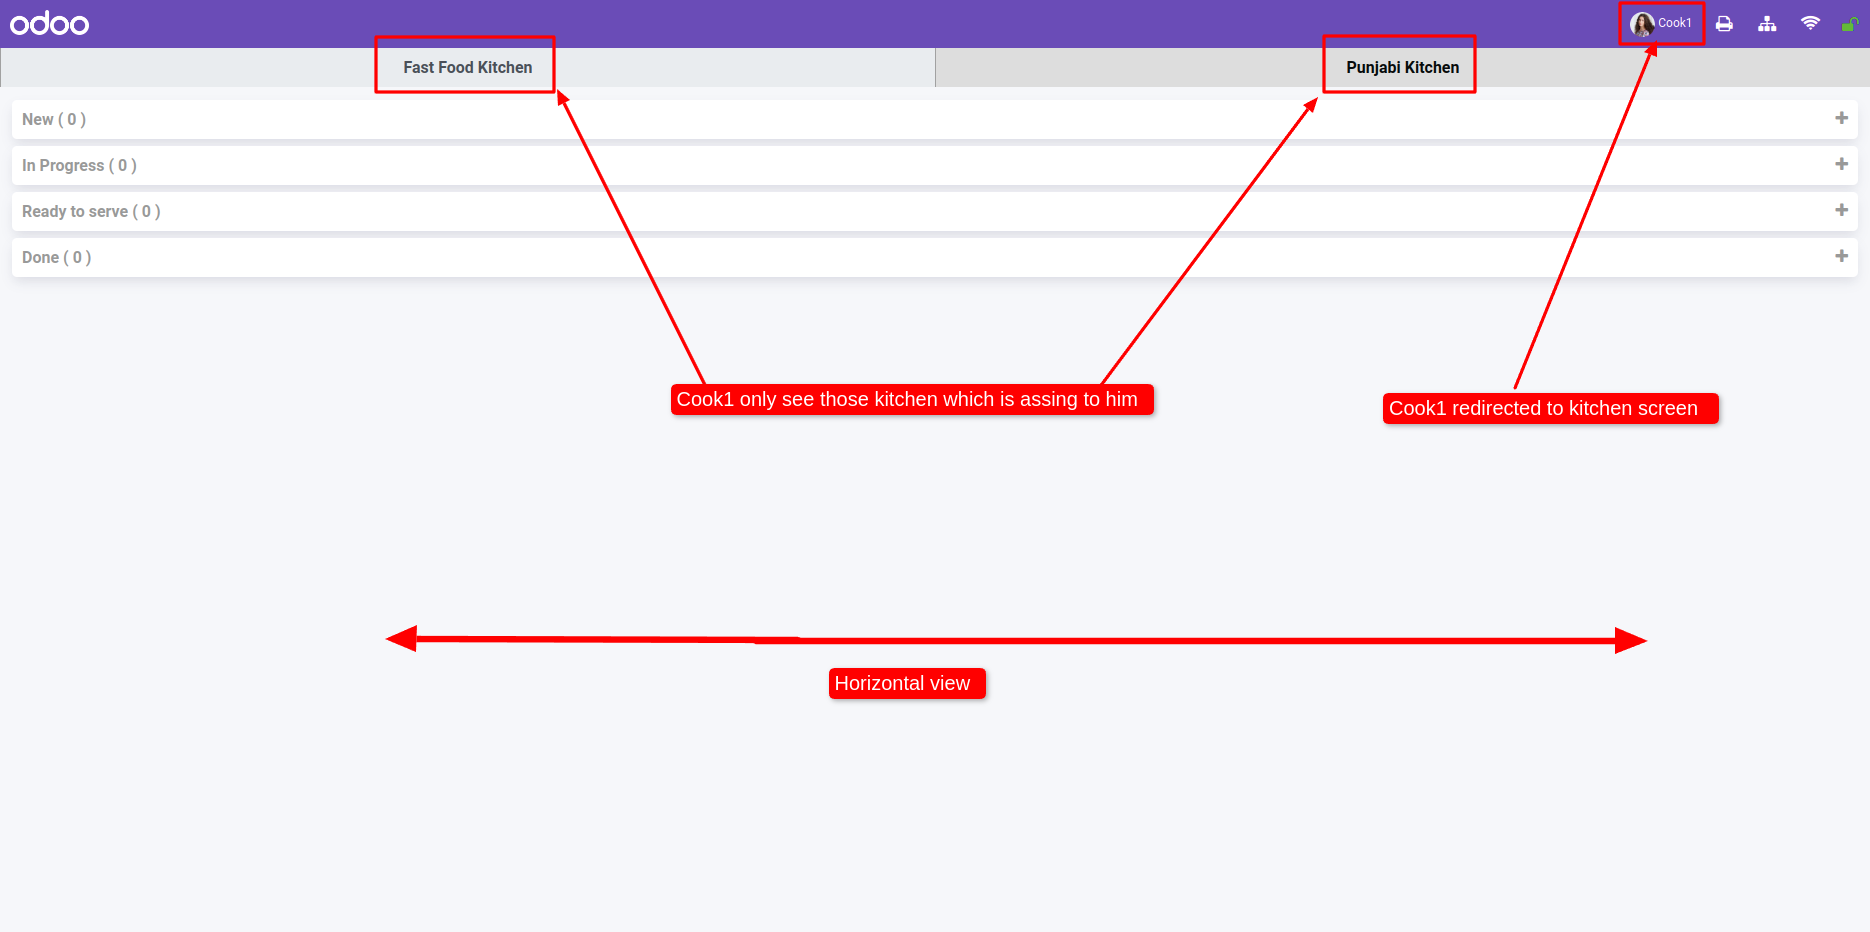 odoo
Cook1
Fast Food Kitchen
Punjabi Kitchen
New ( 0 )
In Progress ( 0 )
Ready to serve ( 0 )
Done ( 0 )
Cook1 only see those kitchen which is assing to him
Cook1 redirected to kitchen screen
Horizontal view